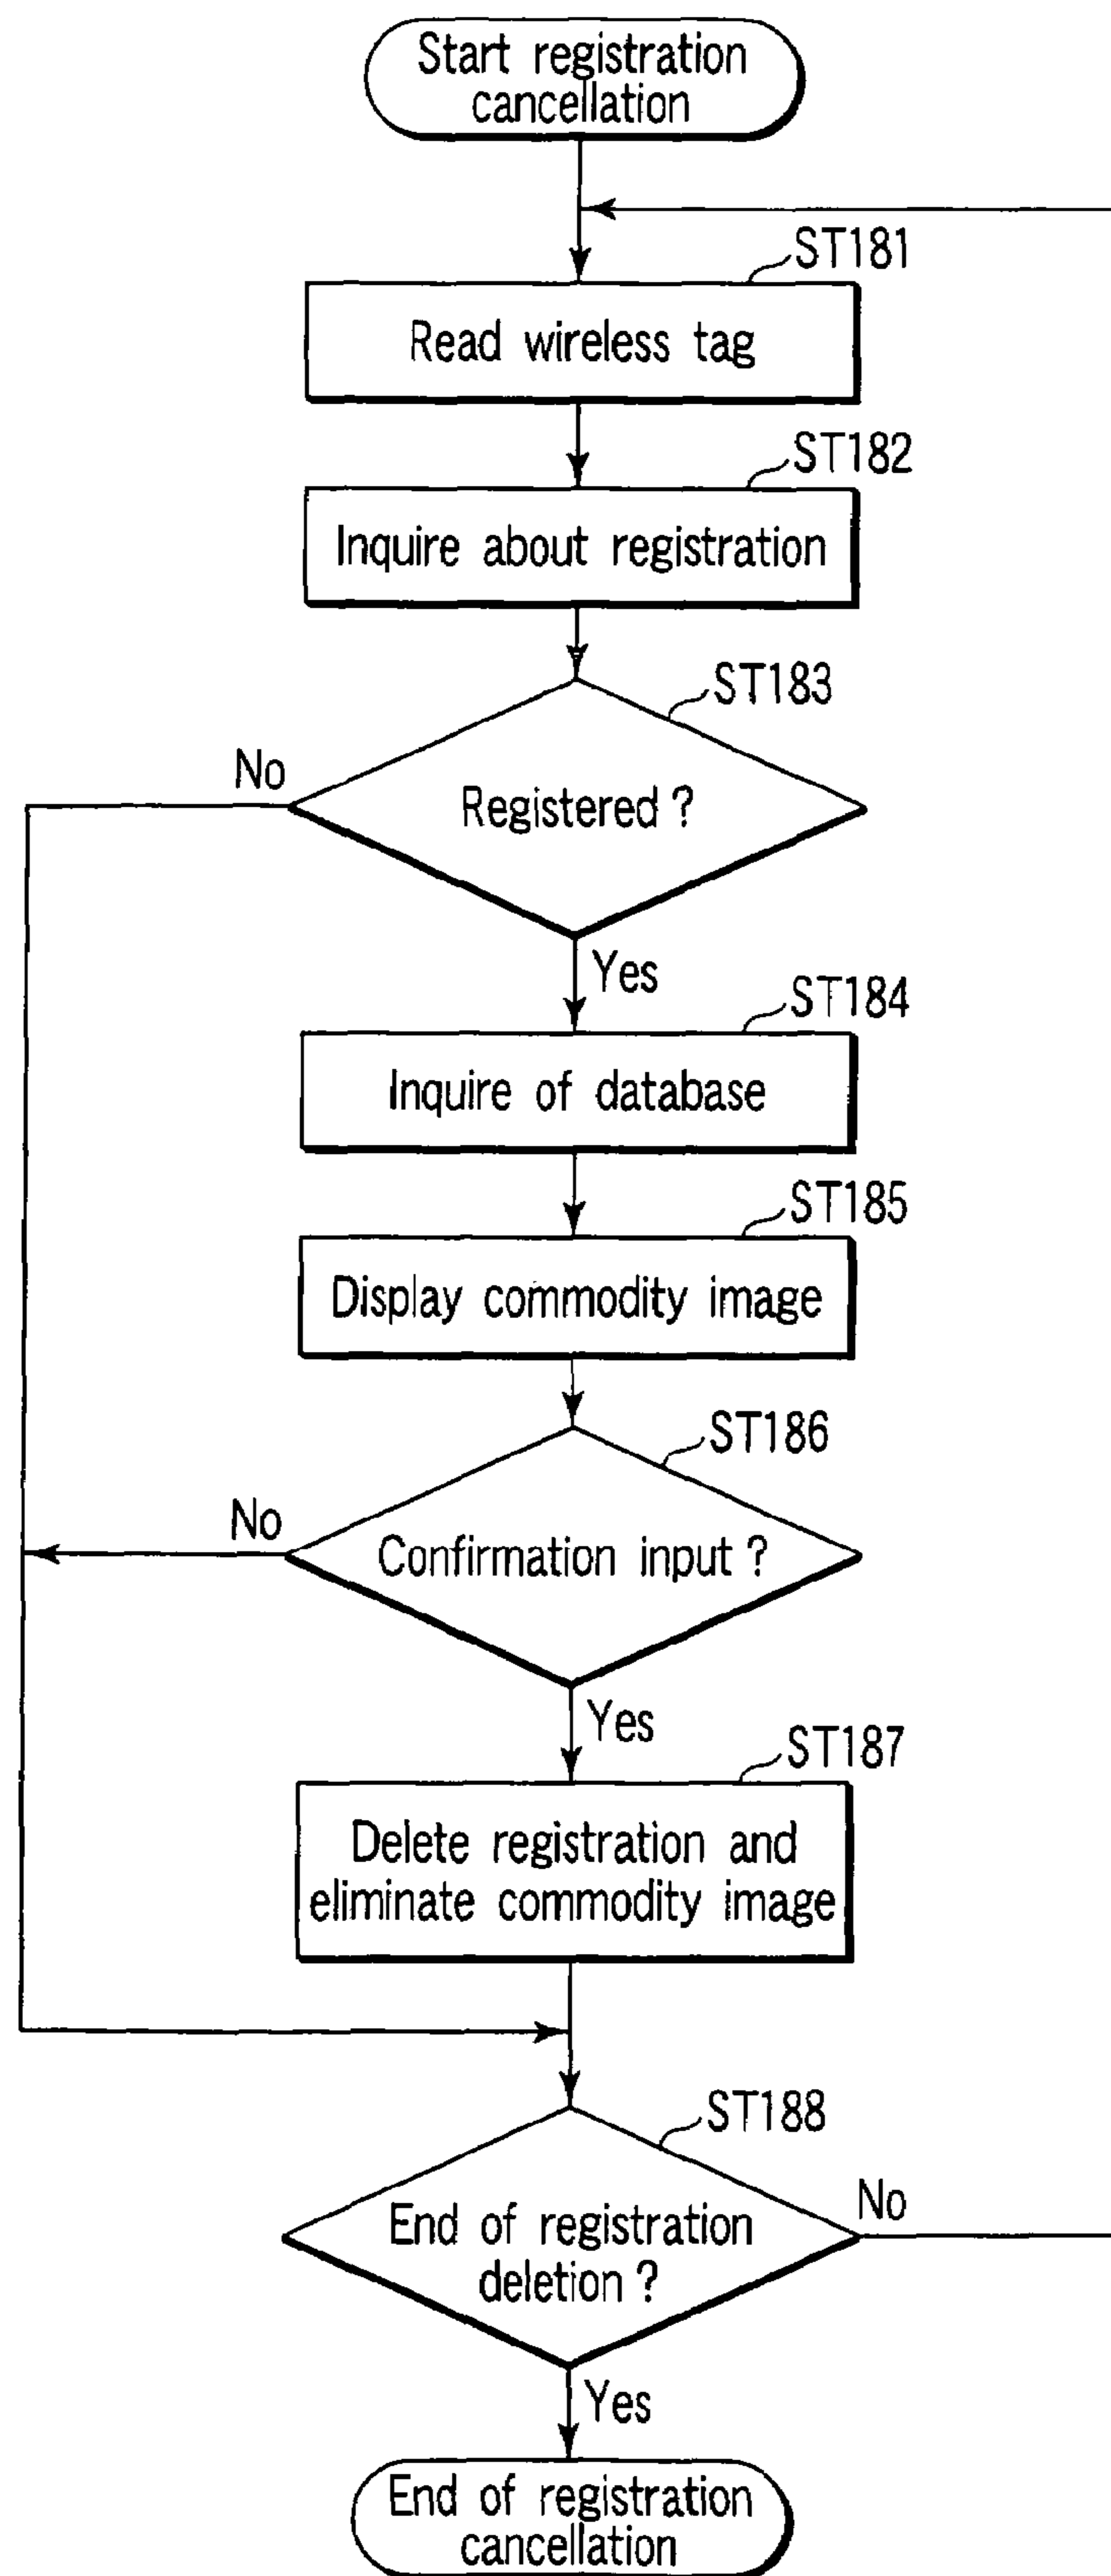 Start registration
cancellation
ST181
Read wireless tag
ST182
Inquire about registration
ST183
No
Registered ?
Yes
ST184
Inquire of database
ST185
Display commodity image
ST186
No
Confirmation input ?
Yes
ST187
Delete registration and
eliminate commodity image
ST188
No
End of registration
deletion ?
Yes
End of registration
cancellation